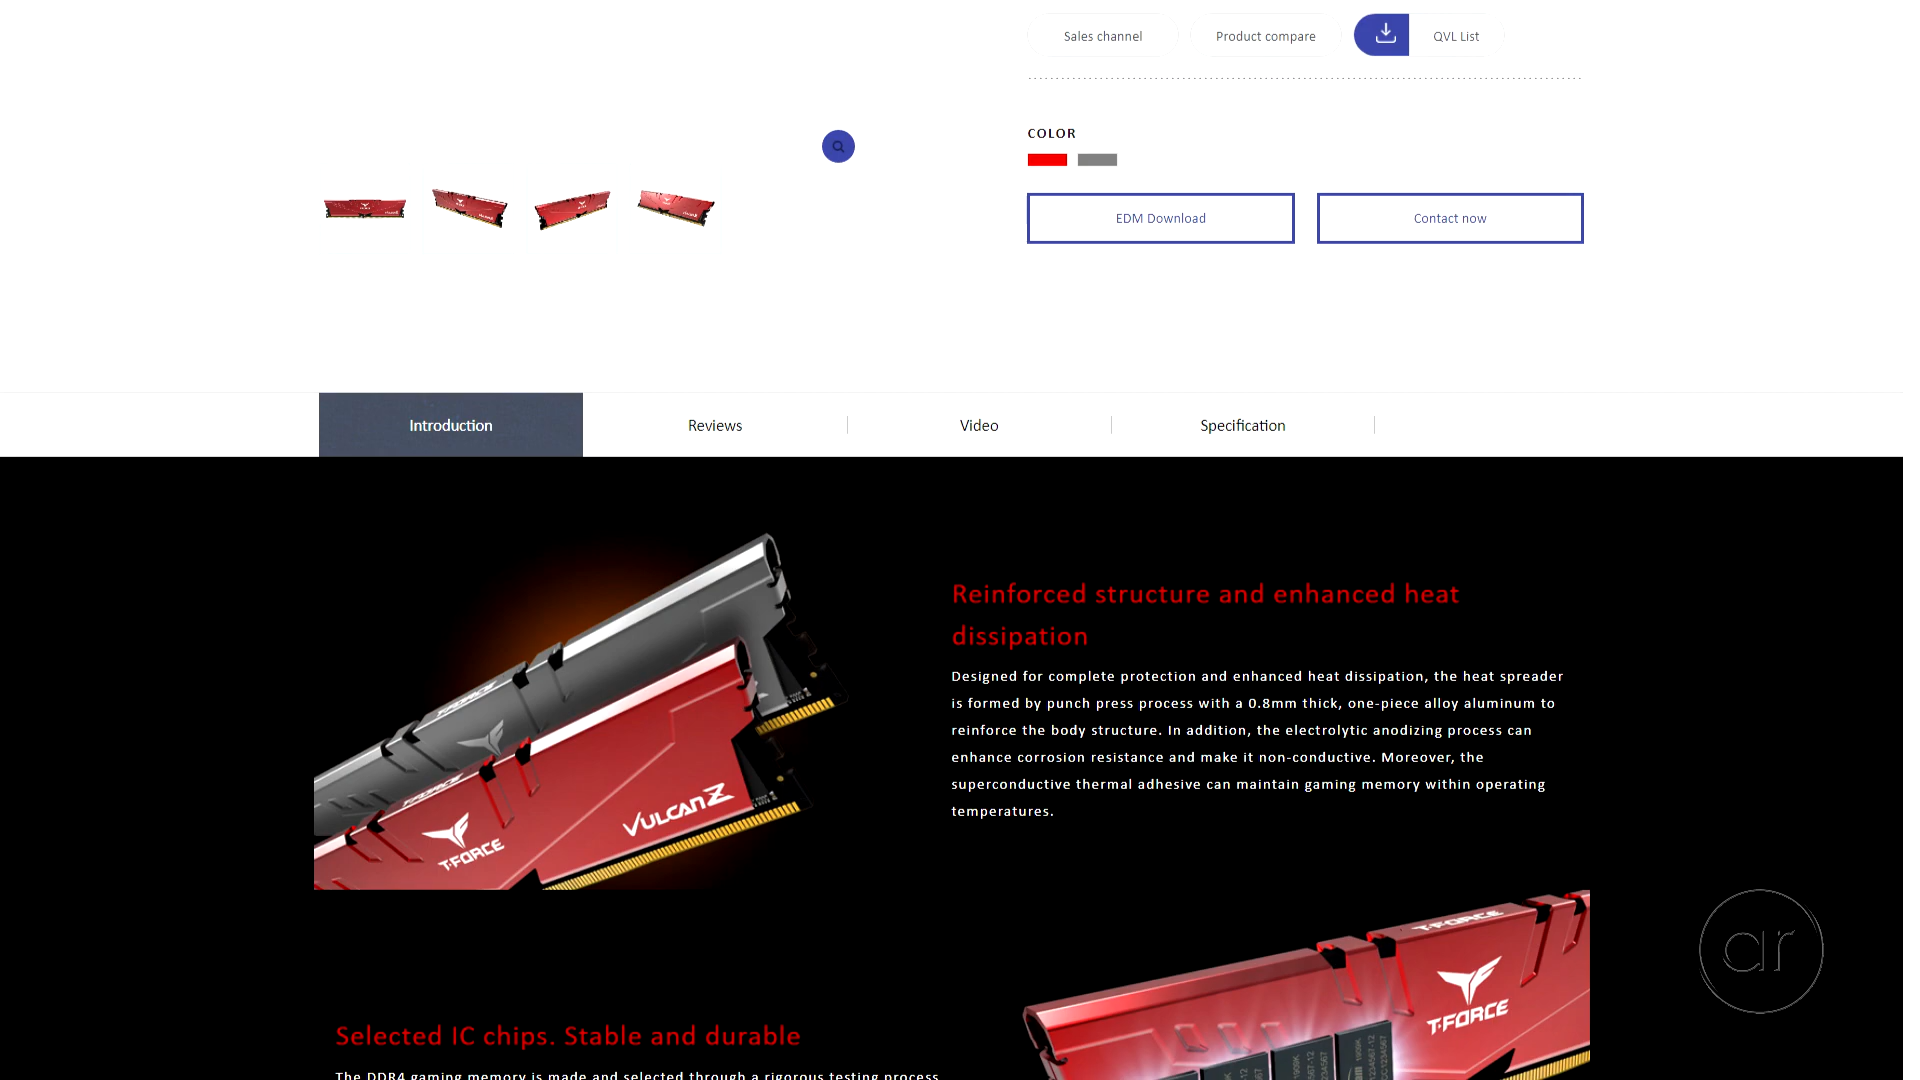 Sales channel
Product compare
QVL List
COLOR
EDM Download
Contact now
Introduction
Reviews
Video
Specification
Reinforced structure and enhanced heat
dissipation
Designed for complete protection and enhanced heat dissipation, the heat spreader
is formed by punch press process with a 0.8mm thick, one-piece alloy aluminum to
reinforce the body structure. In addition, the electrolytic anodizing process can
enhance corrosion resistance and make it non-conductive. Moreover, the
superconductive thermal adhesive can maintain gaming memory within operating
temperatures.
T-FORCE
T-FORCE
T-FORCE
VULCAN Z
T-FORCE
T-FORCE
ar
Selected IC chips. Stable and durable
The DDR4 gaming memory is made and selected through a rigorous testing process